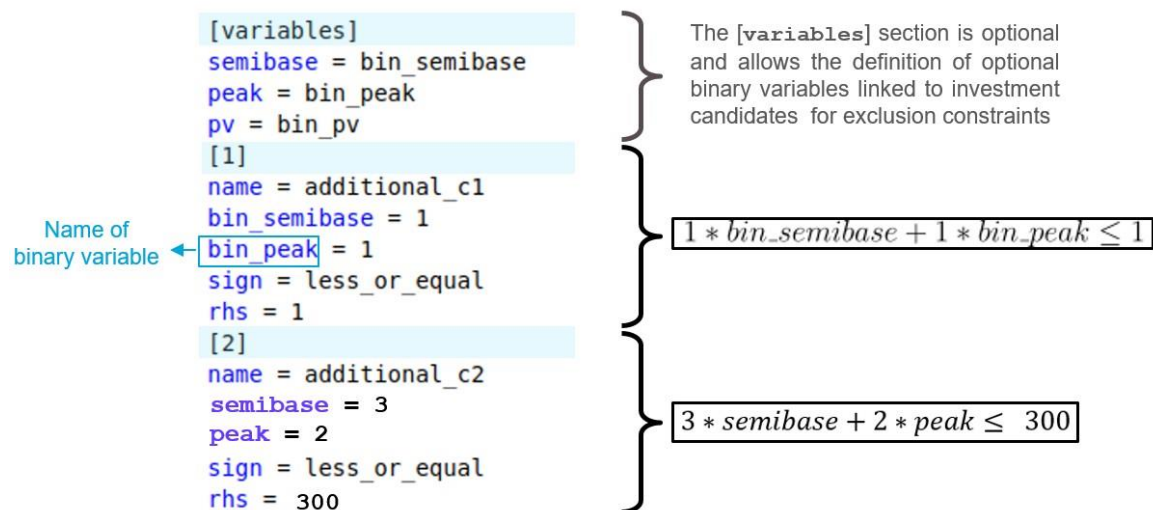 [variables]
semibase = bin_semibase
peak = bin_peak
pv = bin_pv
The [variables] section is optional
and allows the definition of optional
binary variables linked to investment
candidates for exclusion constraints
[1]
name = additional_c1
bin_semibase = 1
bin_peak = 1
sign = less_or_equal
rhs = 1
Name of
binary variable
1 * bin_semibase + 1 * bin_peak ≤ 1
[2]
name = additional_c2
semibase = 3
peak = 2
sign = less_or_equal
rhs = 300
3 * semibase + 2 * peak ≤ 300